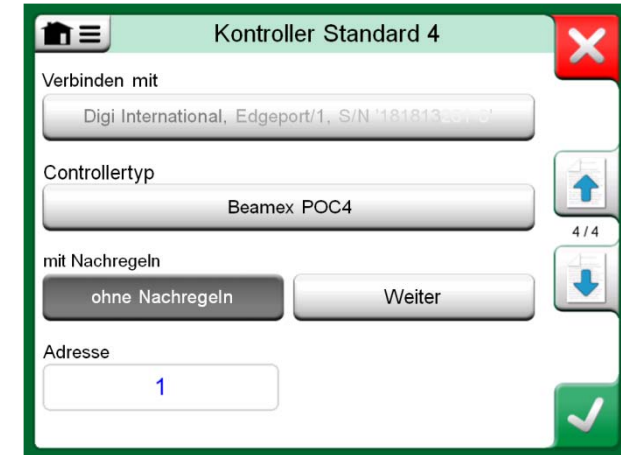 Kontroller Standard 4
Verbinden mit
Digi International, Edgeport/1, S/N
Controllertyp
Beamex POC4
4 / 4
mit Nachregeln
ohne Nachregeln Weiter
Adresse
1